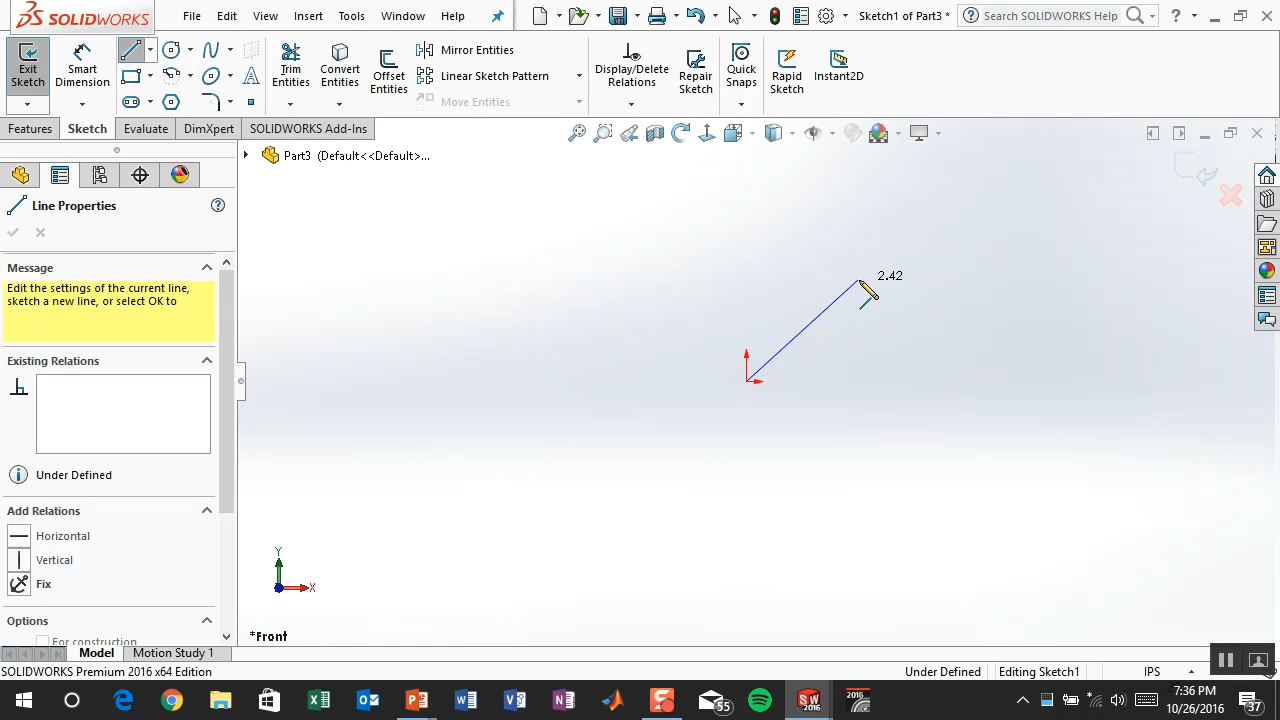 SOLIDWORKS File Edit View Insert Tools Window Help Sketch1 of Part3 * Search SOLIDWORKS Help
Exit Sketch
Smart Dimension
Trim Entities
Convert Entities
Offset Entities
Mirror Entities
Linear Sketch Pattern
Move Entities
Display/Delete Relations
Repair Sketch
Quick Snaps
Rapid Sketch
Instant2D
Features Sketch Evaluate DimXpert SOLIDWORKS Add-Ins
Part3 (Default<<Default>...
Line Properties
Message
Edit the settings of the current line,
sketch a new line, or select OK to
2.42
Existing Relations
Under Defined
Add Relations
Horizontal
Vertical
Fix
Y
X
Options
For construction
*Front
Model Motion Study 1
SOLIDWORKS Premium 2016 x64 Edition Under Defined Editing Sketch1 IPS
55
SW
2016
2016
7:36 PM
10/26/2016
37